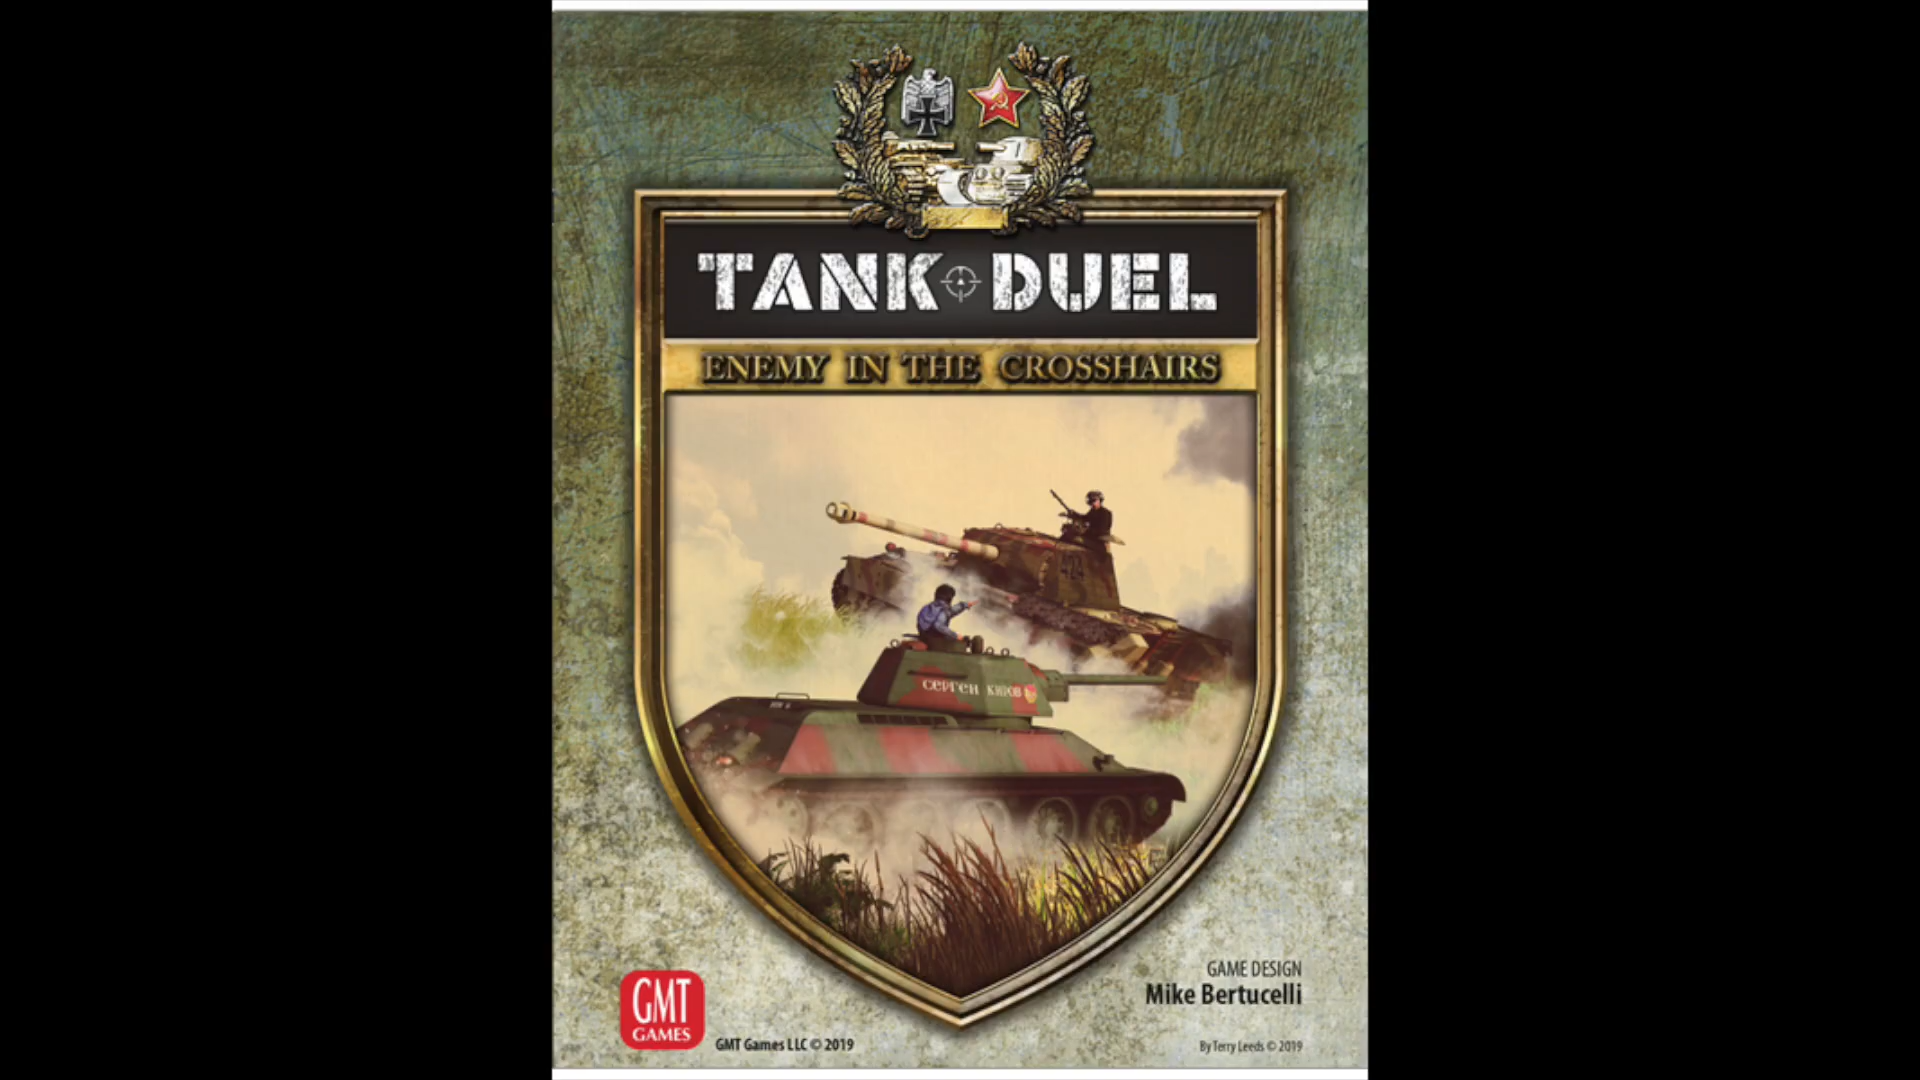 TANK DUEL
ENEMY IN THE CROSSHAIRS
424
СЕРГЕЙ КИРОВ
GAME DESIGN
Mike Bertucelli
GMT
GAMES
GMT Games LLC © 2019
By Terry Leeds © 2019